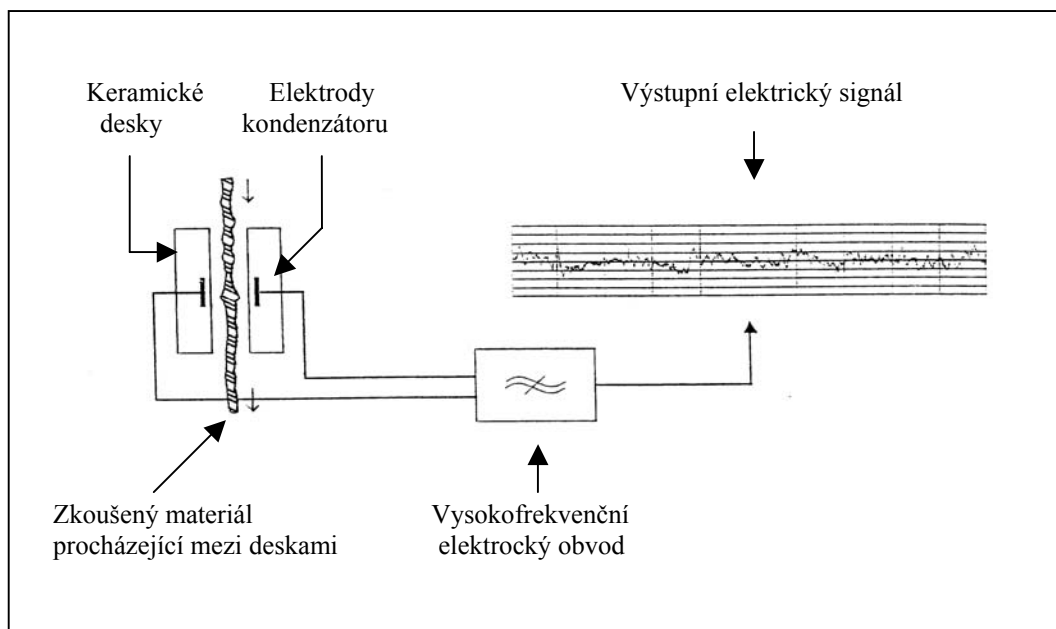 Keramické
desky
Elektrody
kondenzátoru
Výstupní elektrický signál
Zkoušený materiál
procházející mezi deskami
Vysokofrekvenční
elektrocký obvod